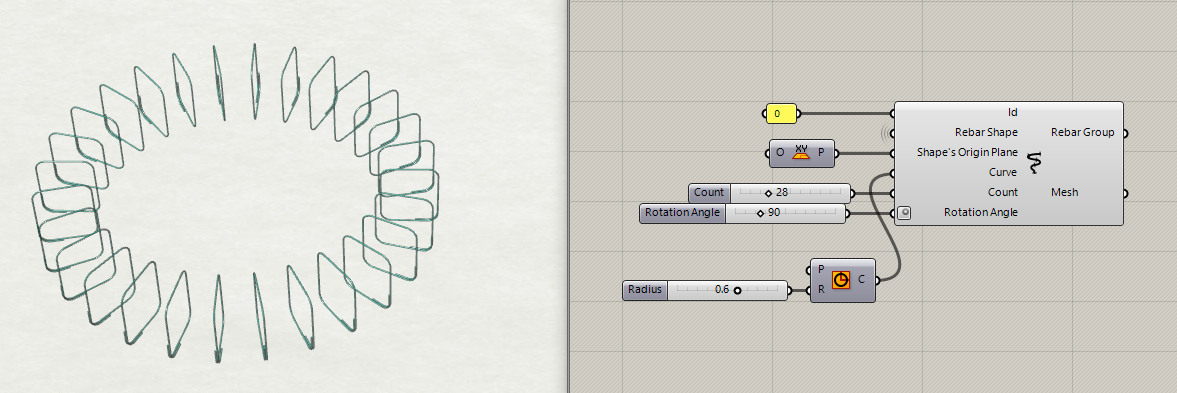 0
Id
Rebar Shape
Rebar Group
O XY P
Shape's Origin Plane
Curve
Count 28
Count
Mesh
Rotation Angle 90
Rotation Angle
P
C
R
Radius 0.6